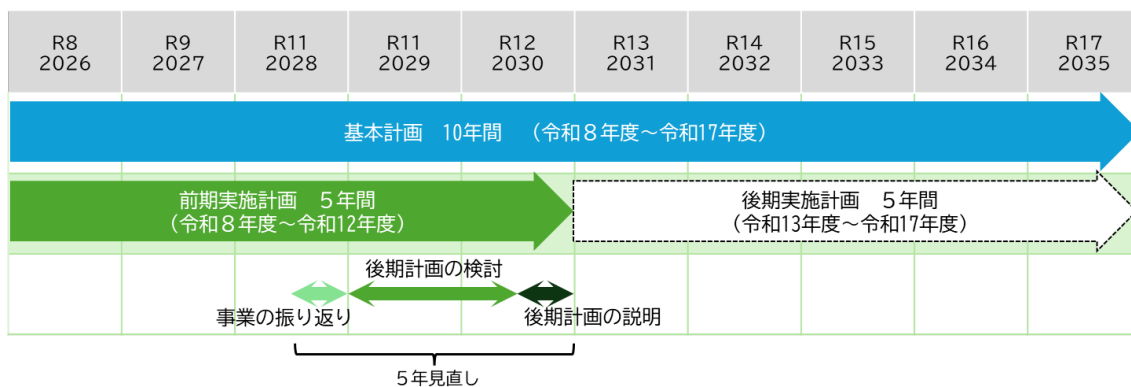 R8
2026
R9
2027
R11
2028
R11
2029
R12
2030
R13
2031
R14
2032
R15
2033
R16
2034
R17
2035
基本計画　10年間　（令和８年度～令和17年度）
前期実施計画　５年間
（令和８年度～令和12年度）
後期実施計画　５年間
（令和13年度～令和17年度）
後期計画の検討
事業の振り返り
後期計画の説明
５年見直し